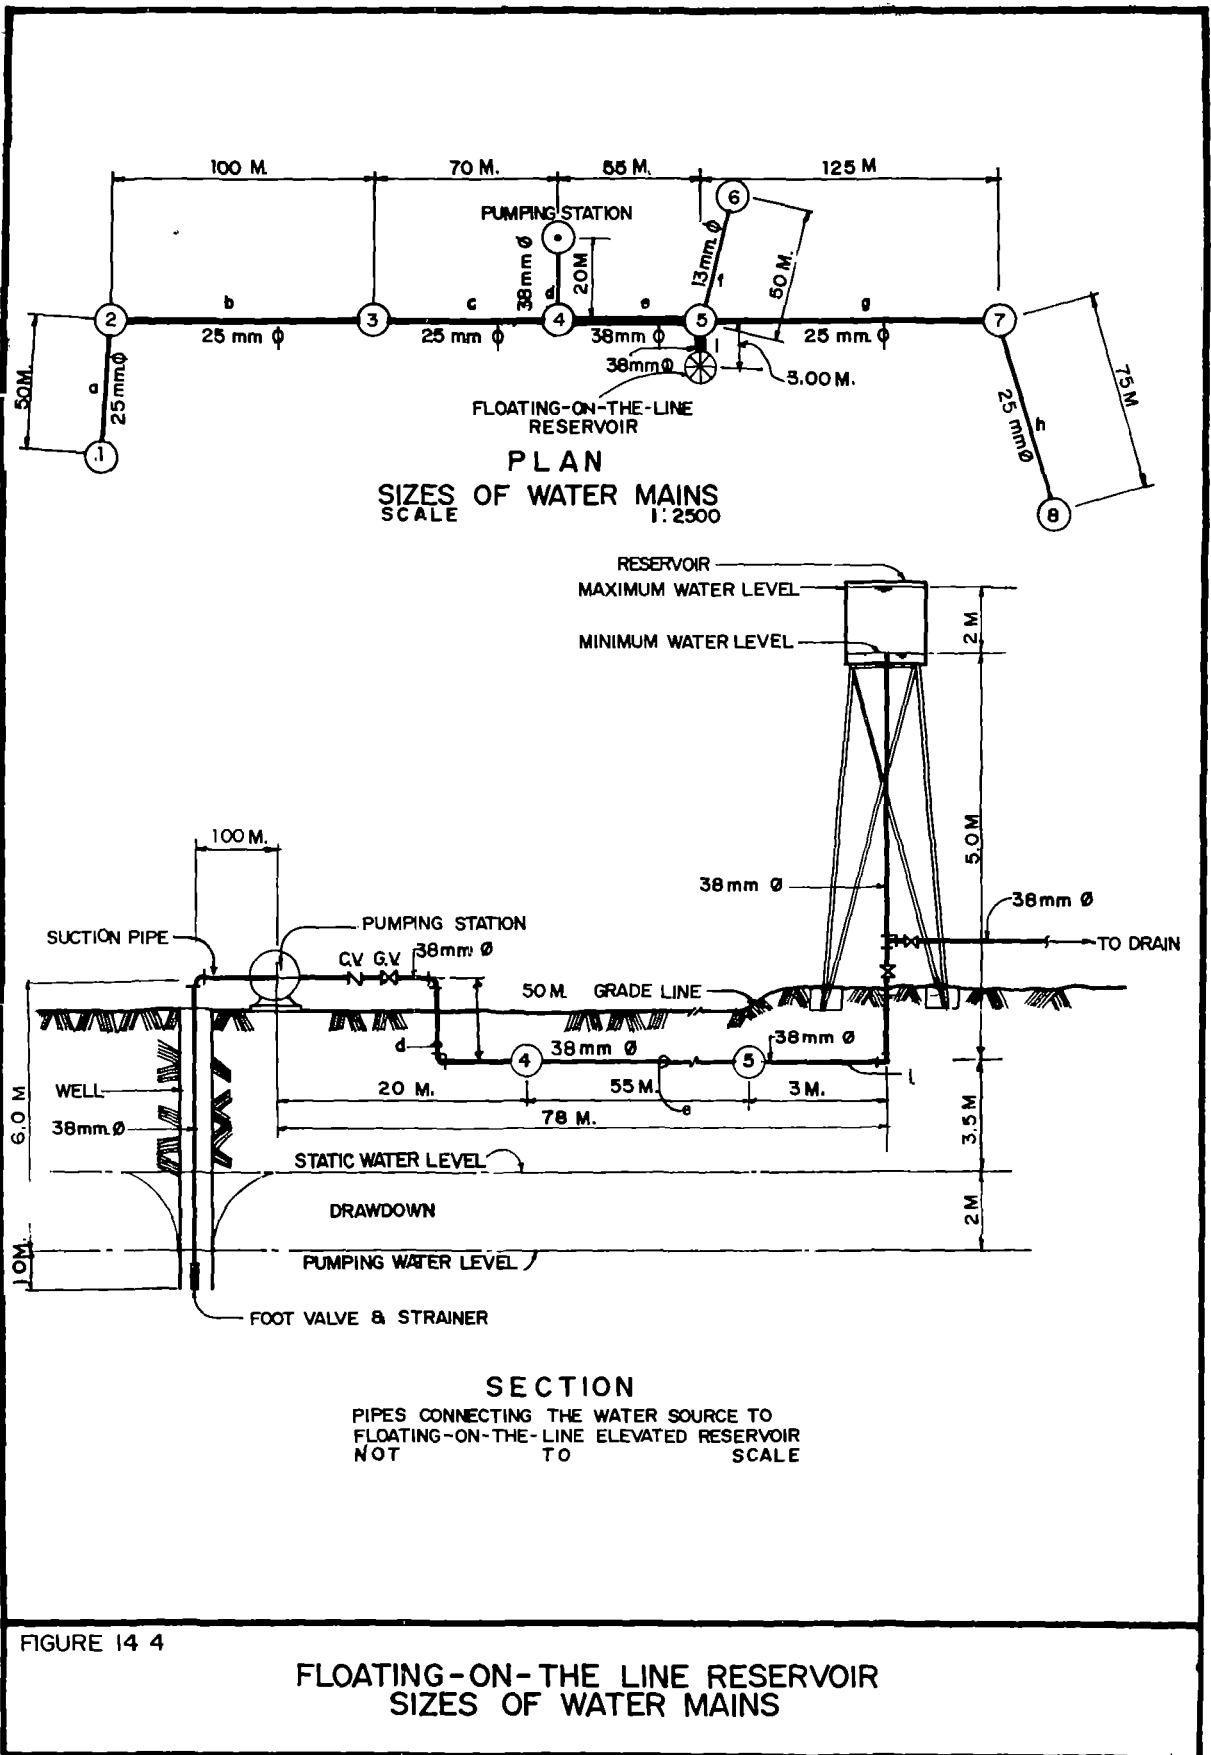 100 M.
70 M.
55 M.
125 M
PUMPING STATION
6
38mm Ø
d
20M
13mm. ϕ
f
50 M.
b
c
e
g
2
3
4
5
7
25 mm ϕ
25 mm ϕ
38mm ϕ
25 mm. ϕ
50M.
a
25mm.Ø
38mm Ø
3.00 M.
75 M
25 mmØ
h
1
8
FLOATING-ON-THE-LINE
RESERVOIR
PLAN
SIZES OF WATER MAINS
SCALE 1:2500
RESERVOIR
MAXIMUM WATER LEVEL
2 M
MINIMUM WATER LEVEL
5.0 M
100 M.
38mm Ø
38mm Ø
SUCTION PIPE
PUMPING STATION
C.V. G.V.
38mm Ø
TO DRAIN
50 M. GRADE LINE
d
4
38mm Ø
5
38mm Ø
WELL
6.0 M
20 M.
55 M.
3 M.
e
38mm.Ø
78 M.
3.5 M
STATIC WATER LEVEL
DRAWDOWN
2 M
PUMPING WATER LEVEL
1.0M.
FOOT VALVE & STRAINER
SECTION
PIPES CONNECTING THE WATER SOURCE TO
FLOATING-ON-THE-LINE ELEVATED RESERVOIR
NOT TO SCALE
FIGURE 14 4
FLOATING-ON-THE LINE RESERVOIR
SIZES OF WATER MAINS